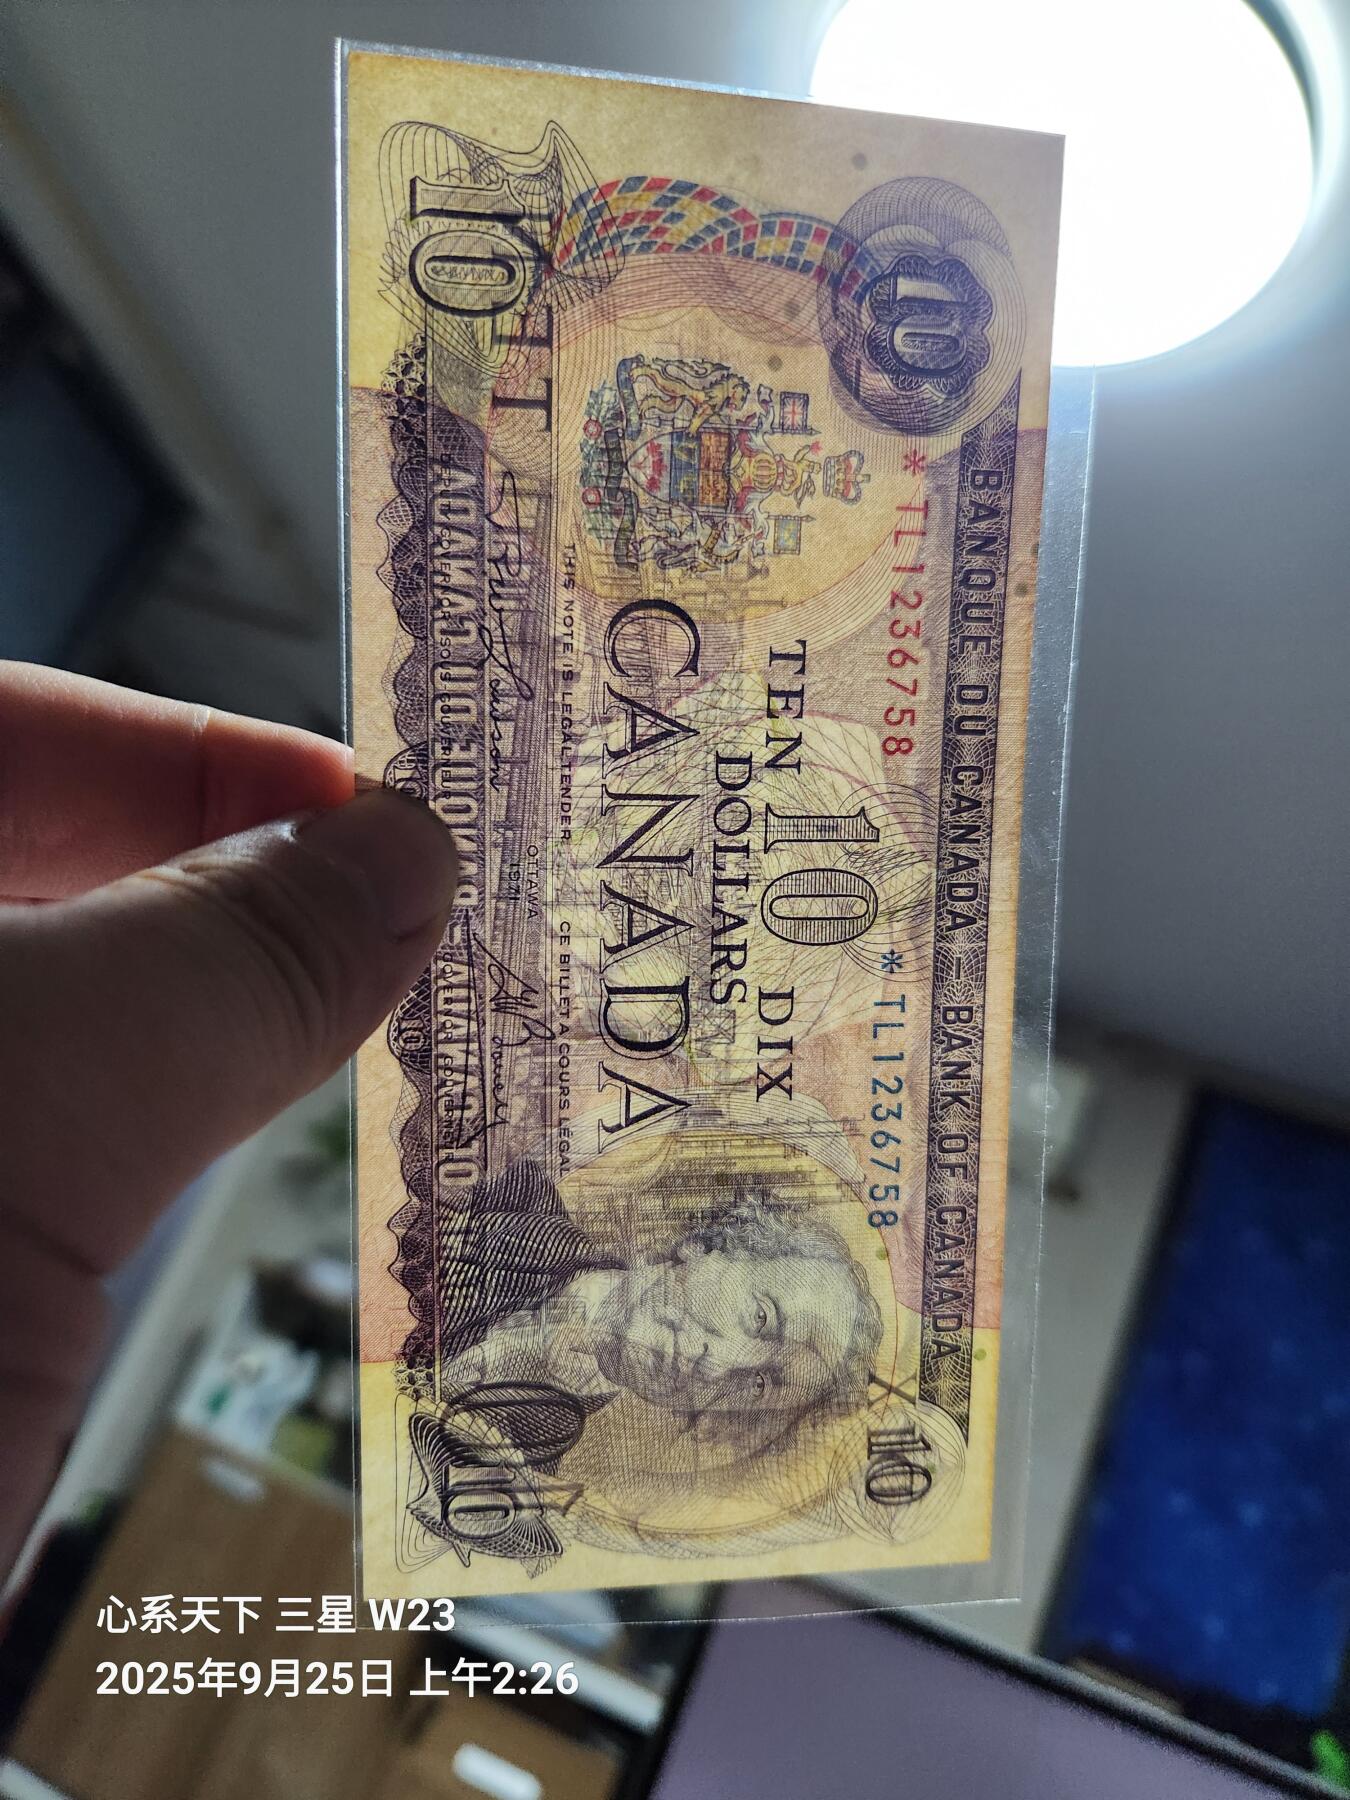 BANQUE DU CANADA — BANK OF CANADA
10
10
*TL1236758
*TL1236758
TEN 10 DIX
DOLLARS
CANADA
THIS NOTE IS LEGAL TENDER
CE BILLET A COURS LÉGAL
OTTAWA
1971
10
10
心系天下 三星 W23
2025年9月25日 上午2:26